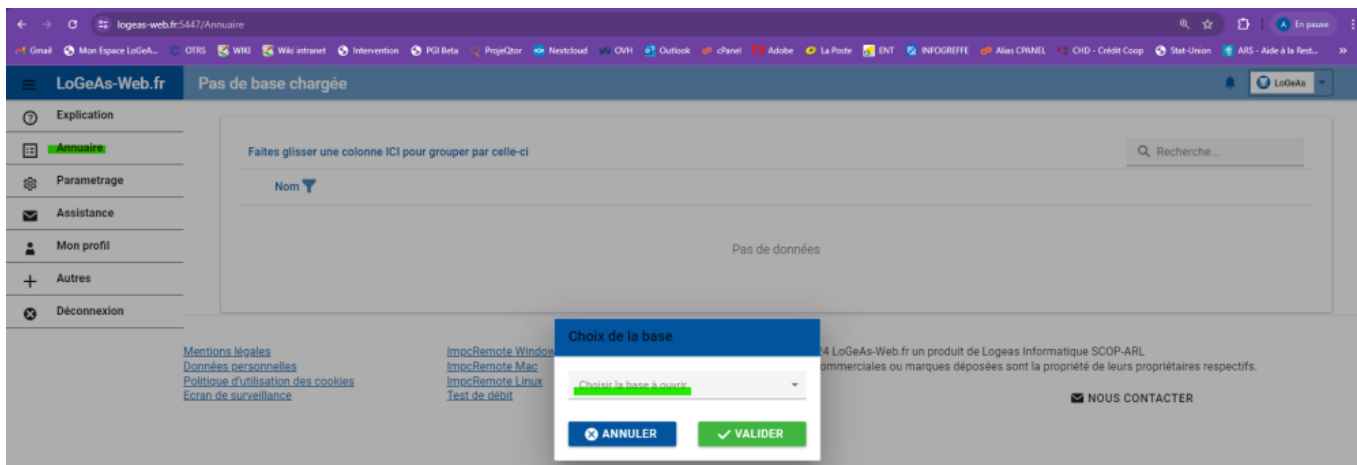 logeas-web.fr:5447/Annuaire
En pause
Gmail Mon Espace LoGeA... OTRS WIKI Wiki intranet Intervention PGI Beta ProjeQtor Nextcloud OVH Outlook cPanel Adobe La Poste ENT INFOGREFFE Alias CPANEL CHD - Crédit Coop Stat-Union ARS - Aide à la Rest... »
LoGeAs-Web.fr Pas de base chargée LoGeAs
Explication
Annuaire
Faites glisser une colonne ICI pour grouper par celle-ci
Recherche...
Parametrage
Nom
Assistance
Mon profil
Pas de données
Autres
Déconnexion
Choix de la base
Mentions légales
Données personnelles
Politique d'utilisation des cookies
Ecran de surveillance
ImpcRemote Window
ImpcRemote Mac
ImpcRemote Linux
Test de débit
Choisir la base à ouvrir
ANNULER
VALIDER
24 LoGeAs-Web.fr un produit de Logeas Informatique SCOP-ARL
ommerciales ou marques déposées sont la propriété de leurs propriétaires respectifs.
NOUS CONTACTER